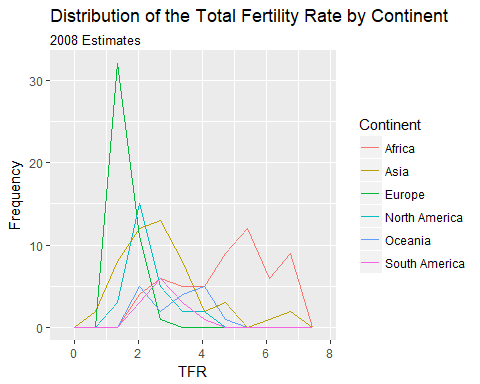 Distribution of the Total Fertility Rate by Continent
2008 Estimates
30
20
10
0
Frequency
0 2 4 6 8
TFR
Continent
Africa
Asia
Europe
North America
Oceania
South America